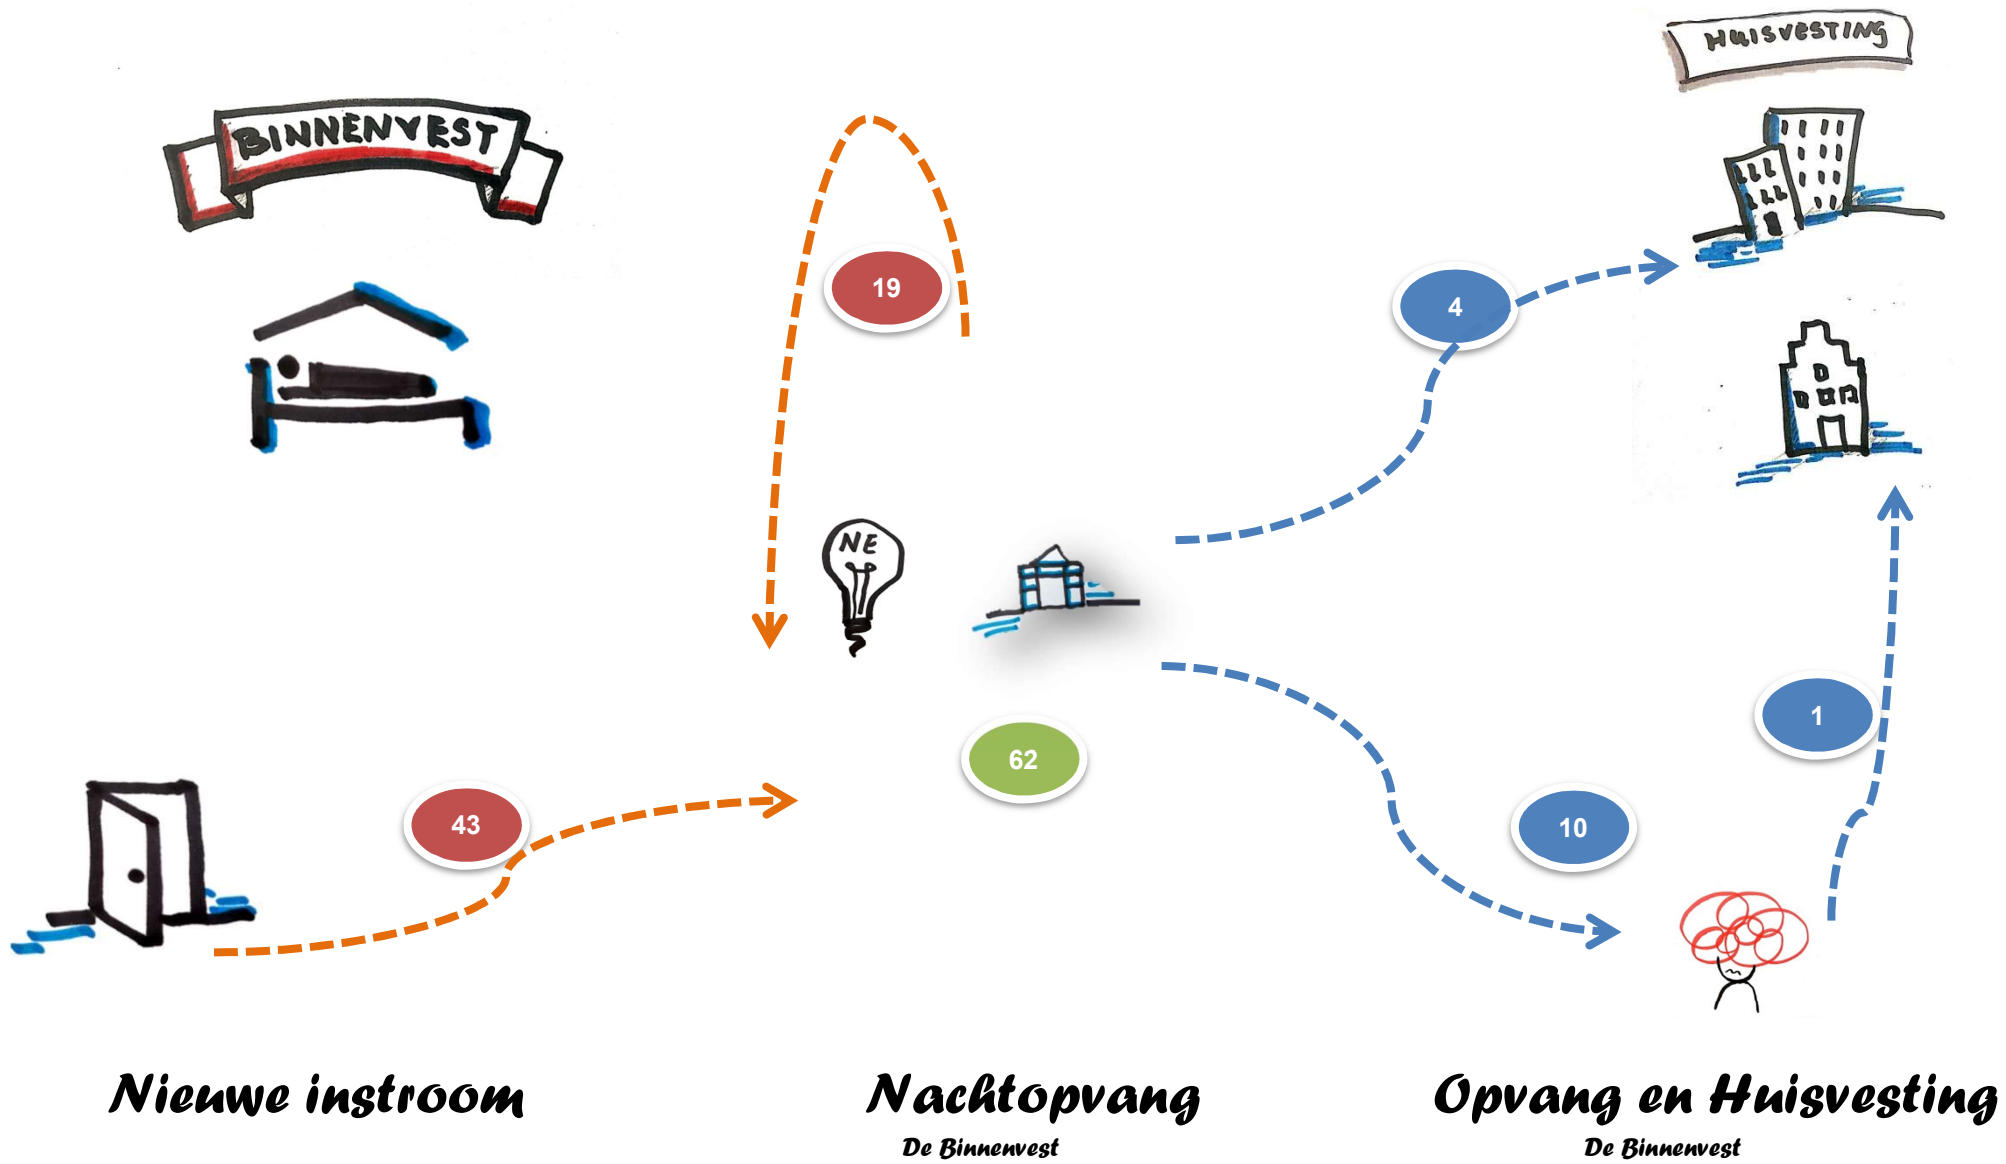 HUISVESTING
BINNENVEST
19
4
NE
1
62
43
10
Nieuwe instroom
Nachtopvang
Opvang en Huisvesting
De Binnenvest
De Binnenvest